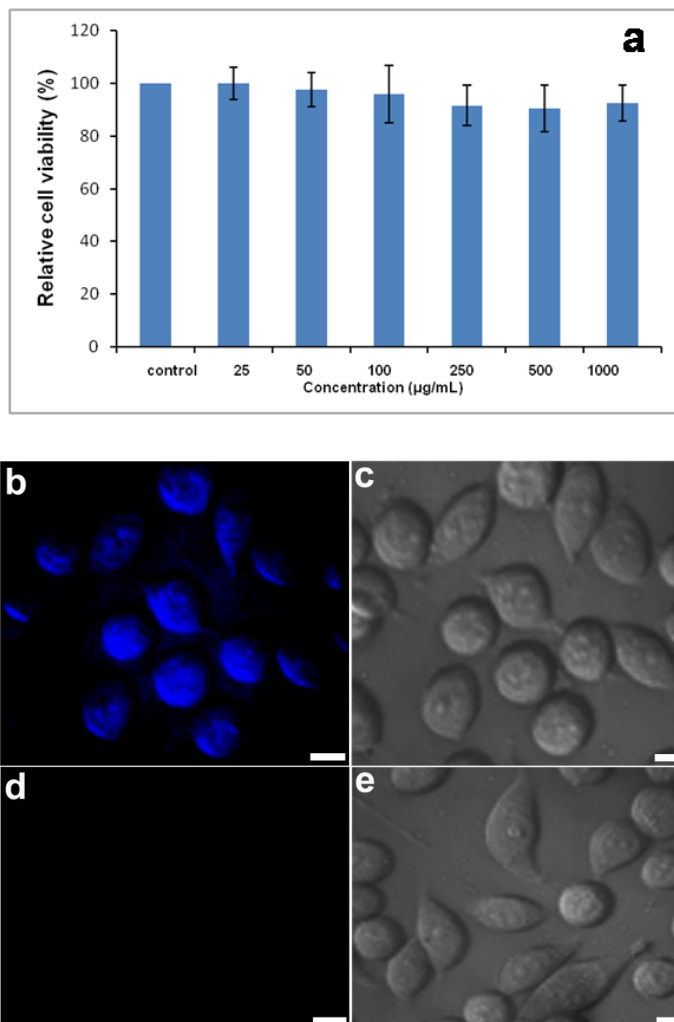 a
120
100
80
60
40
20
0
Relative cell viability (%)
control 25 50 100 250 500 1000
Concentration (µg/mL)
b
c
d
e